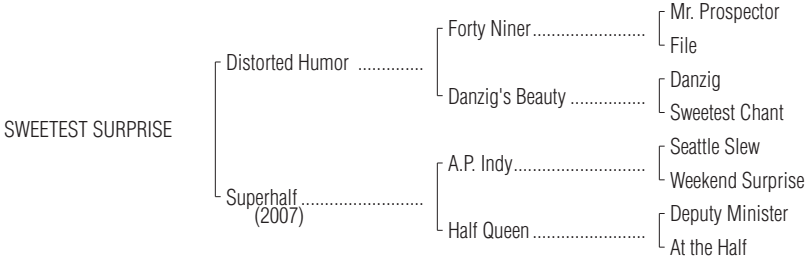 Mr. Prospector
Forty Niner..........................
File
Distorted Humor ...............
Danzig
Danzig's Beauty .................
Sweetest Chant
SWEETEST SURPRISE
Seattle Slew
A.P. Indy..............................
Weekend Surprise
Superhalf ............................
(2007)
Deputy Minister
Half Queen ..........................
At the Half